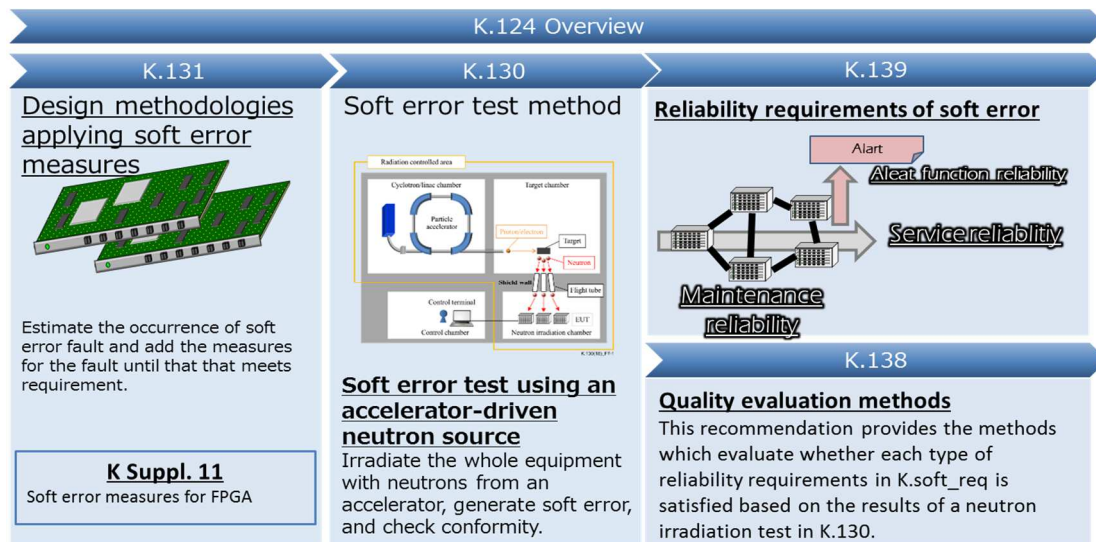 K.124 Overview
K.131
Design methodologies
applying soft error
measures
Estimate the occurrence of soft
error fault and add the measures
for the fault until that that meets
requirement.
K Suppl. 11
Soft error measures for FPGA
K.130
Soft error test method
Radiation controlled area
Cyclotron/linac chamber
Target chamber
Particle
accelerator
Proton/electron
Target
Neutron
Shield wall
Flight tube
Control terminal
EUT
Control chamber
Neutron irradiation chamber
Soft error test using an
accelerator-driven
neutron source
Irradiate the whole equipment
with neutrons from an
accelerator, generate soft error,
and check conformity.
K.139
Reliability requirements of soft error
Alart
Aleat function reliability
Service reliabitiy
Maintenance
reliability
K.138
Quality evaluation methods
This recommendation provides the methods
which evaluate whether each type of
reliability requirements in K.soft_req is
satisfied based on the results of a neutron
irradiation test in K.130.